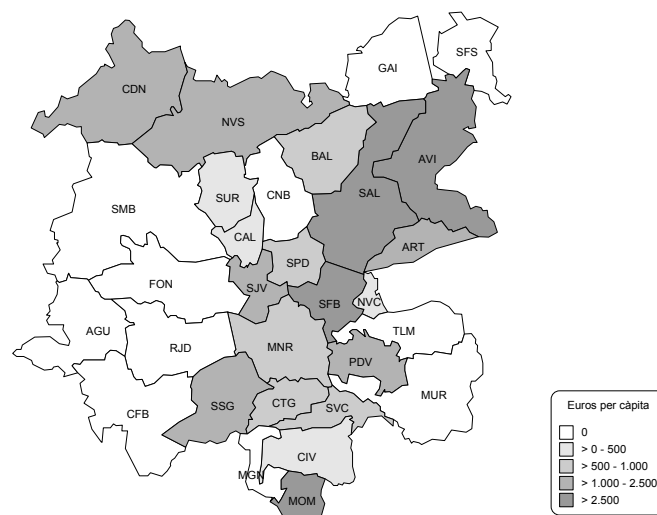 GAI
SFS
CDN
NVS
BAL
AVI
SUR
CNB
SAL
SMB
CAL
ART
SPD
FON
SJV
SFB
NVC
AGU
RJD
MNR
TLM
PDV
MUR
CFB
SSG
CTG
SVC
CIV
MGN
MOM
Euros per càpita
0
> 0 - 500
> 500 - 1.000
> 1.000 - 2.500
> 2.500